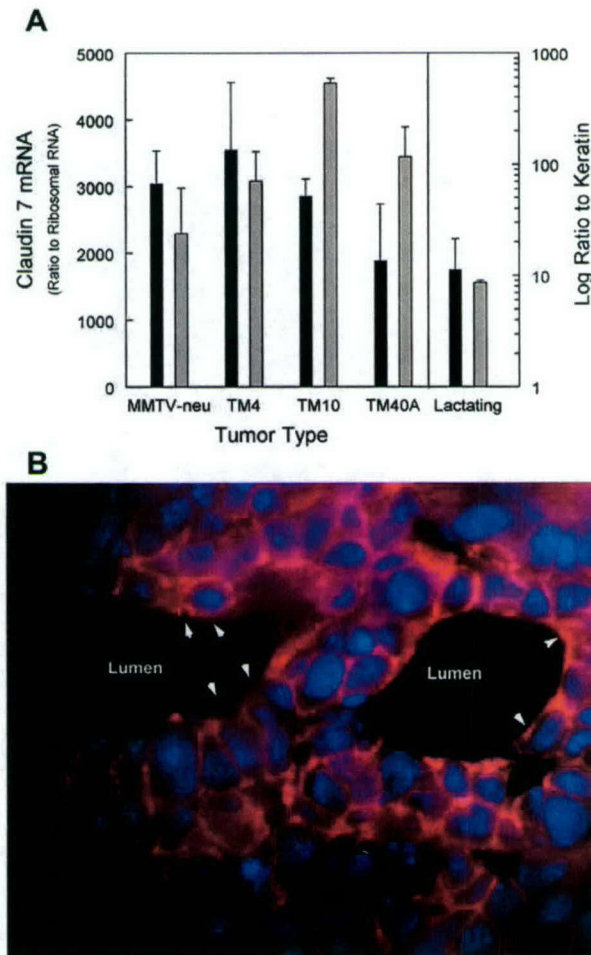 A
5000
4000
3000
2000
1000
0
Claudin 7 mRNA
(Ratio to Ribosomal RNA)
1000
100
10
1
Log Ratio to Keratin
MMTV-neu TM4 TM10 TM40A Lactating
Tumor Type
B
Lumen
Lumen